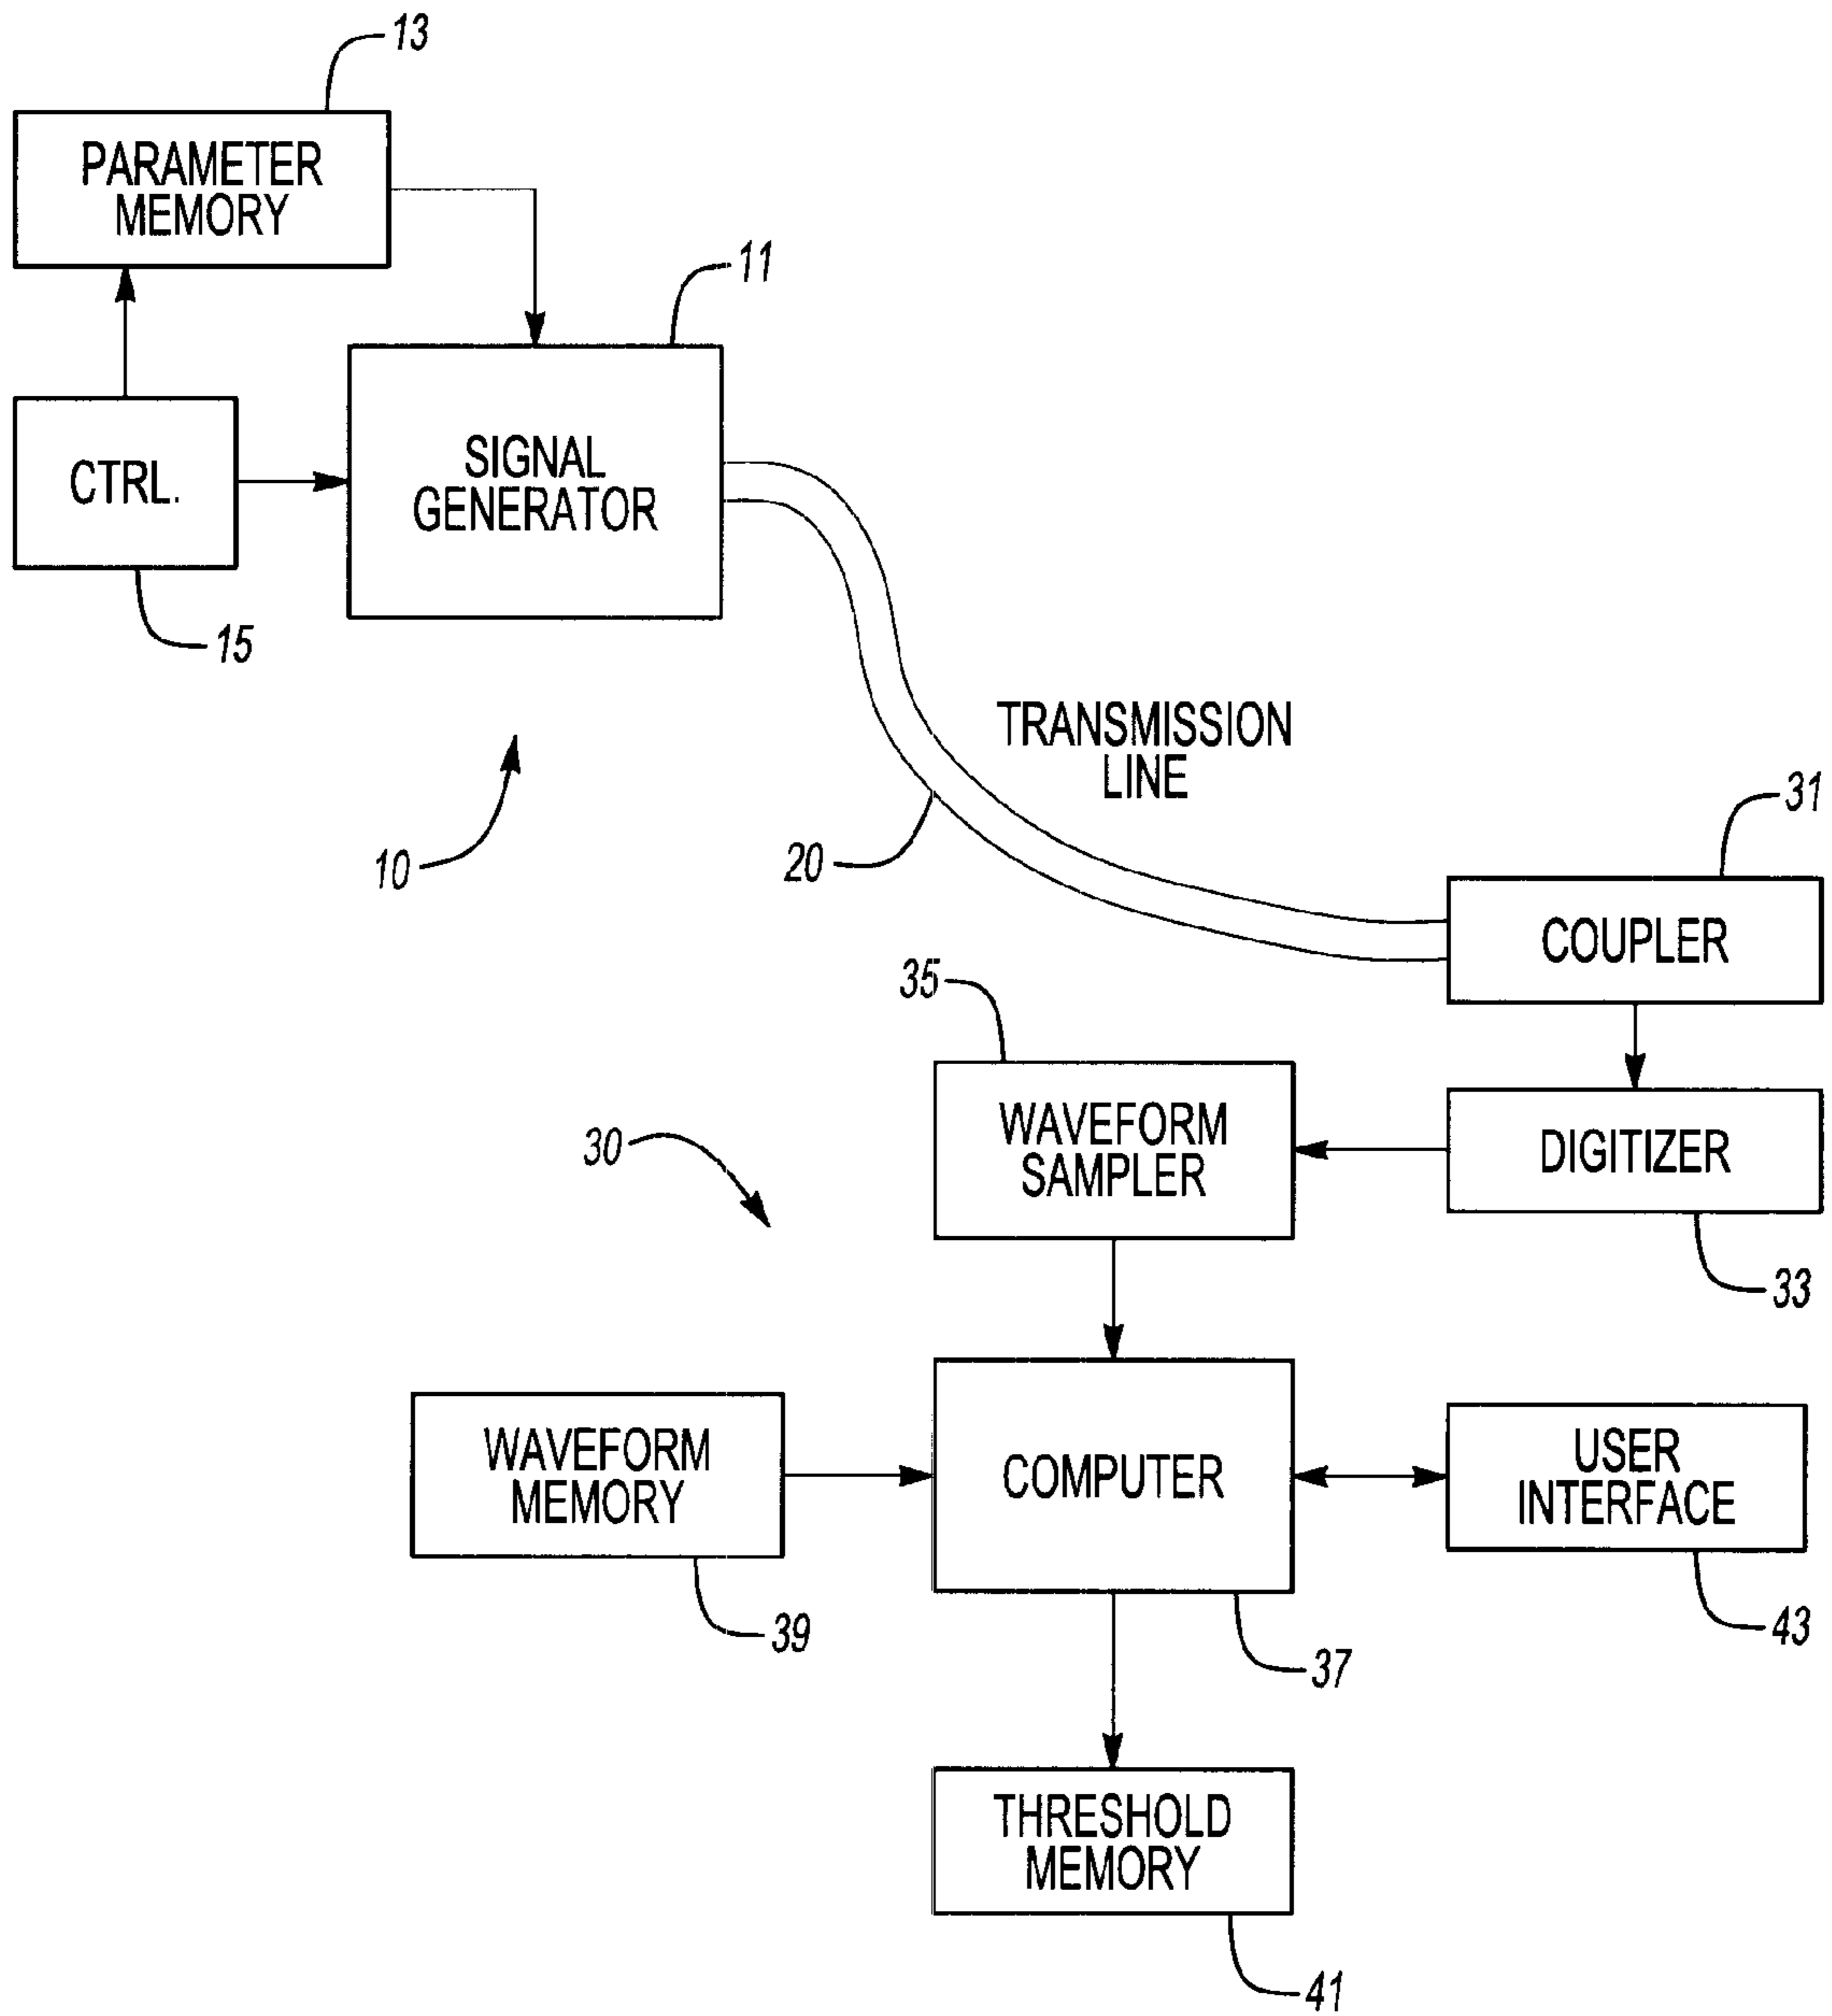 13
PARAMETER
MEMORY
11
SIGNAL
GENERATOR
CTRL.
15
TRANSMISSION
LINE
10
20
31
COUPLER
35
WAVEFORM
SAMPLER
30
DIGITIZER
33
WAVEFORM
MEMORY
COMPUTER
USER
INTERFACE
39
37
43
THRESHOLD
MEMORY
41